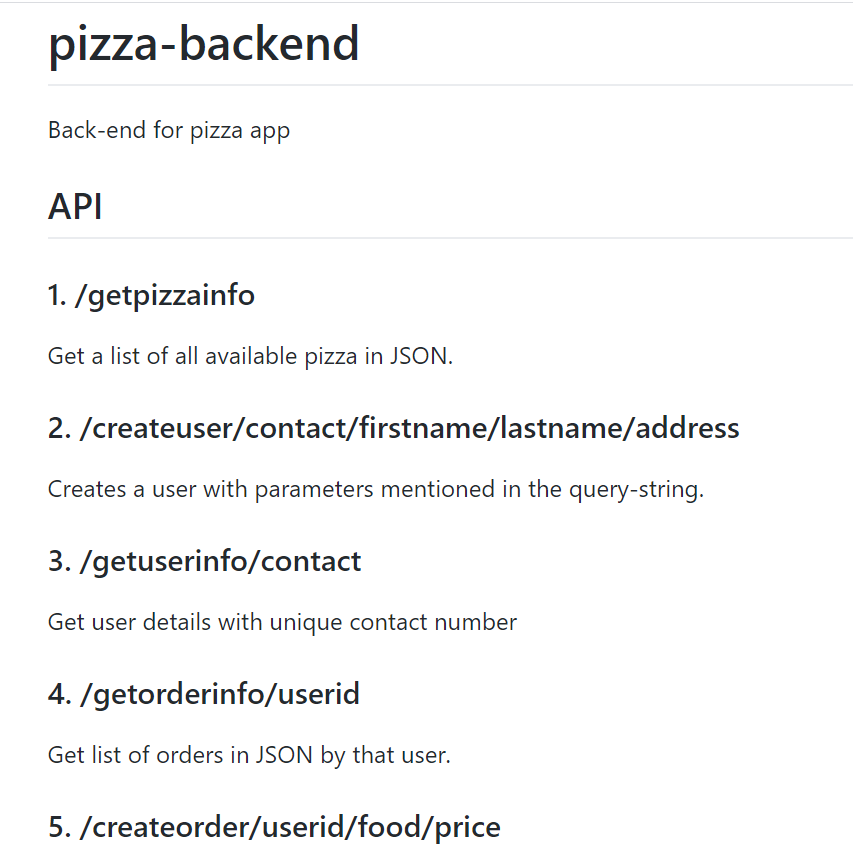 pizza-backend
Back-end for pizza app
API
1. /getpizzainfo
Get a list of all available pizza in JSON.
2. /createuser/contact/firstname/lastname/address
Creates a user with parameters mentioned in the query-string.
3. /getuserinfo/contact
Get user details with unique contact number
4. /getorderinfo/userid
Get list of orders in JSON by that user.
5. /createorder/userid/food/price